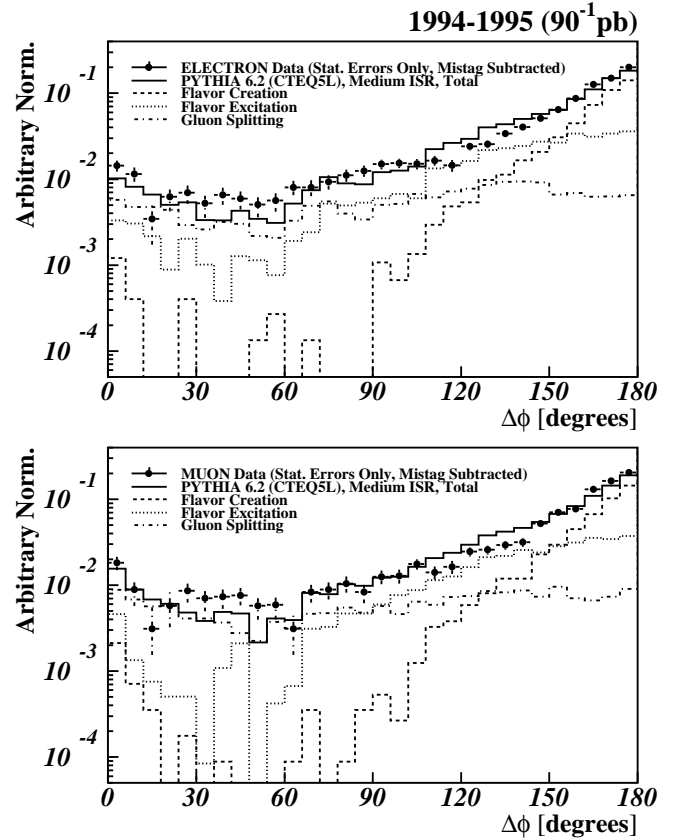 1994-1995 (90⁻¹pb)
Arbitrary Norm.
ELECTRON Data (Stat. Errors Only, Mistag Subtracted)
PYTHIA 6.2 (CTEQ5L), Medium ISR, Total
Flavor Creation
Flavor Excitation
Gluon Splitting
10⁻¹
10⁻²
10⁻³
10⁻⁴
0 30 60 90 120 150 180
Δϕ [degrees]
Arbitrary Norm.
MUON Data (Stat. Errors Only, Mistag Subtracted)
PYTHIA 6.2 (CTEQ5L), Medium ISR, Total
Flavor Creation
Flavor Excitation
Gluon Splitting
10⁻¹
10⁻²
10⁻³
10⁻⁴
0 30 60 90 120 150 180
Δϕ [degrees]